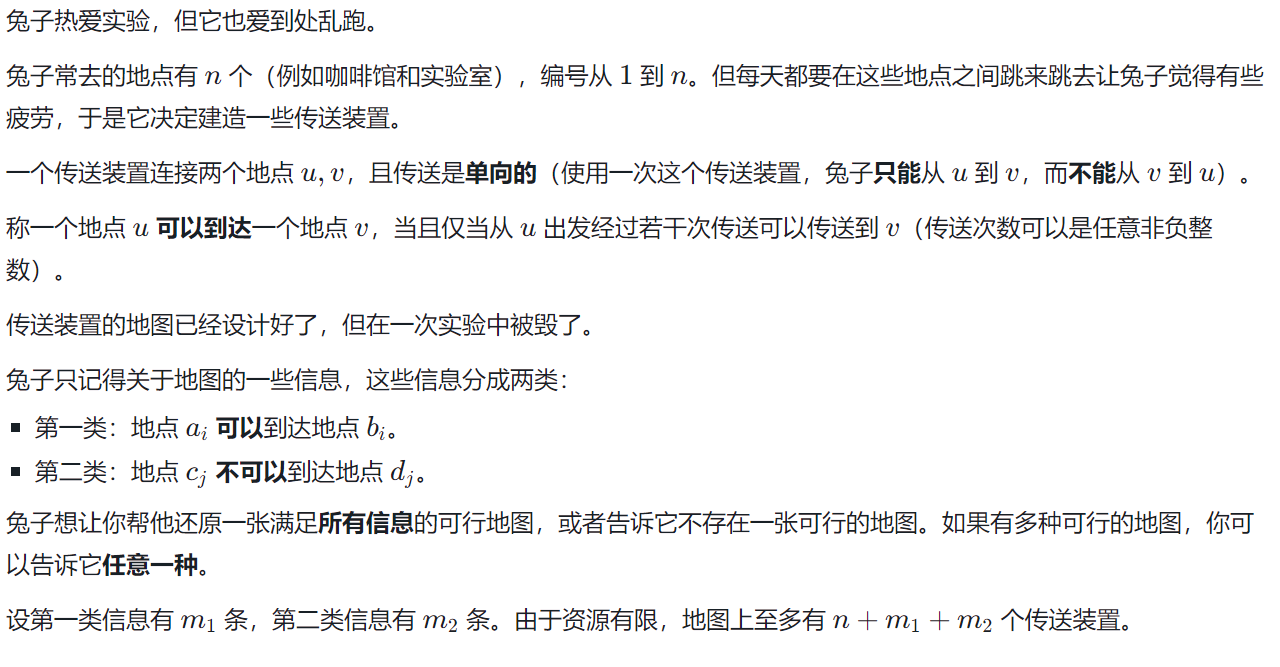 兔子热爱实验，但它也爱到处乱跑。
兔子常去的地点有 n 个（例如咖啡馆和实验室），编号从 1 到 n。但每天都要在这些地点之间跳来跳去让兔子觉得有些
疲劳，于是它决定建造一些传送装置。
一个传送装置连接两个地点 u, v，且传送是单向的（使用一次这个传送装置，兔子只能从 u 到 v，而不能从 v 到 u）。
称一个地点 u 可以到达一个地点 v，当且仅当从 u 出发经过若干次传送可以传送到 v（传送次数可以是任意非负整
数）。
传送装置的地图已经设计好了，但在一次实验中被毁了。
兔子只记得关于地图的一些信息，这些信息分成两类：
▪ 第一类：地点 a_i 可以到达地点 b_i。
▪ 第二类：地点 c_j 不可以到达地点 d_j。
兔子想让你帮他还原一张满足所有信息的可行地图，或者告诉它不存在一张可行的地图。如果有多种可行的地图，你可
以告诉它任意一种。
设第一类信息有 m_1 条，第二类信息有 m_2 条。由于资源有限，地图上至多有 n + m_1 + m_2 个传送装置。